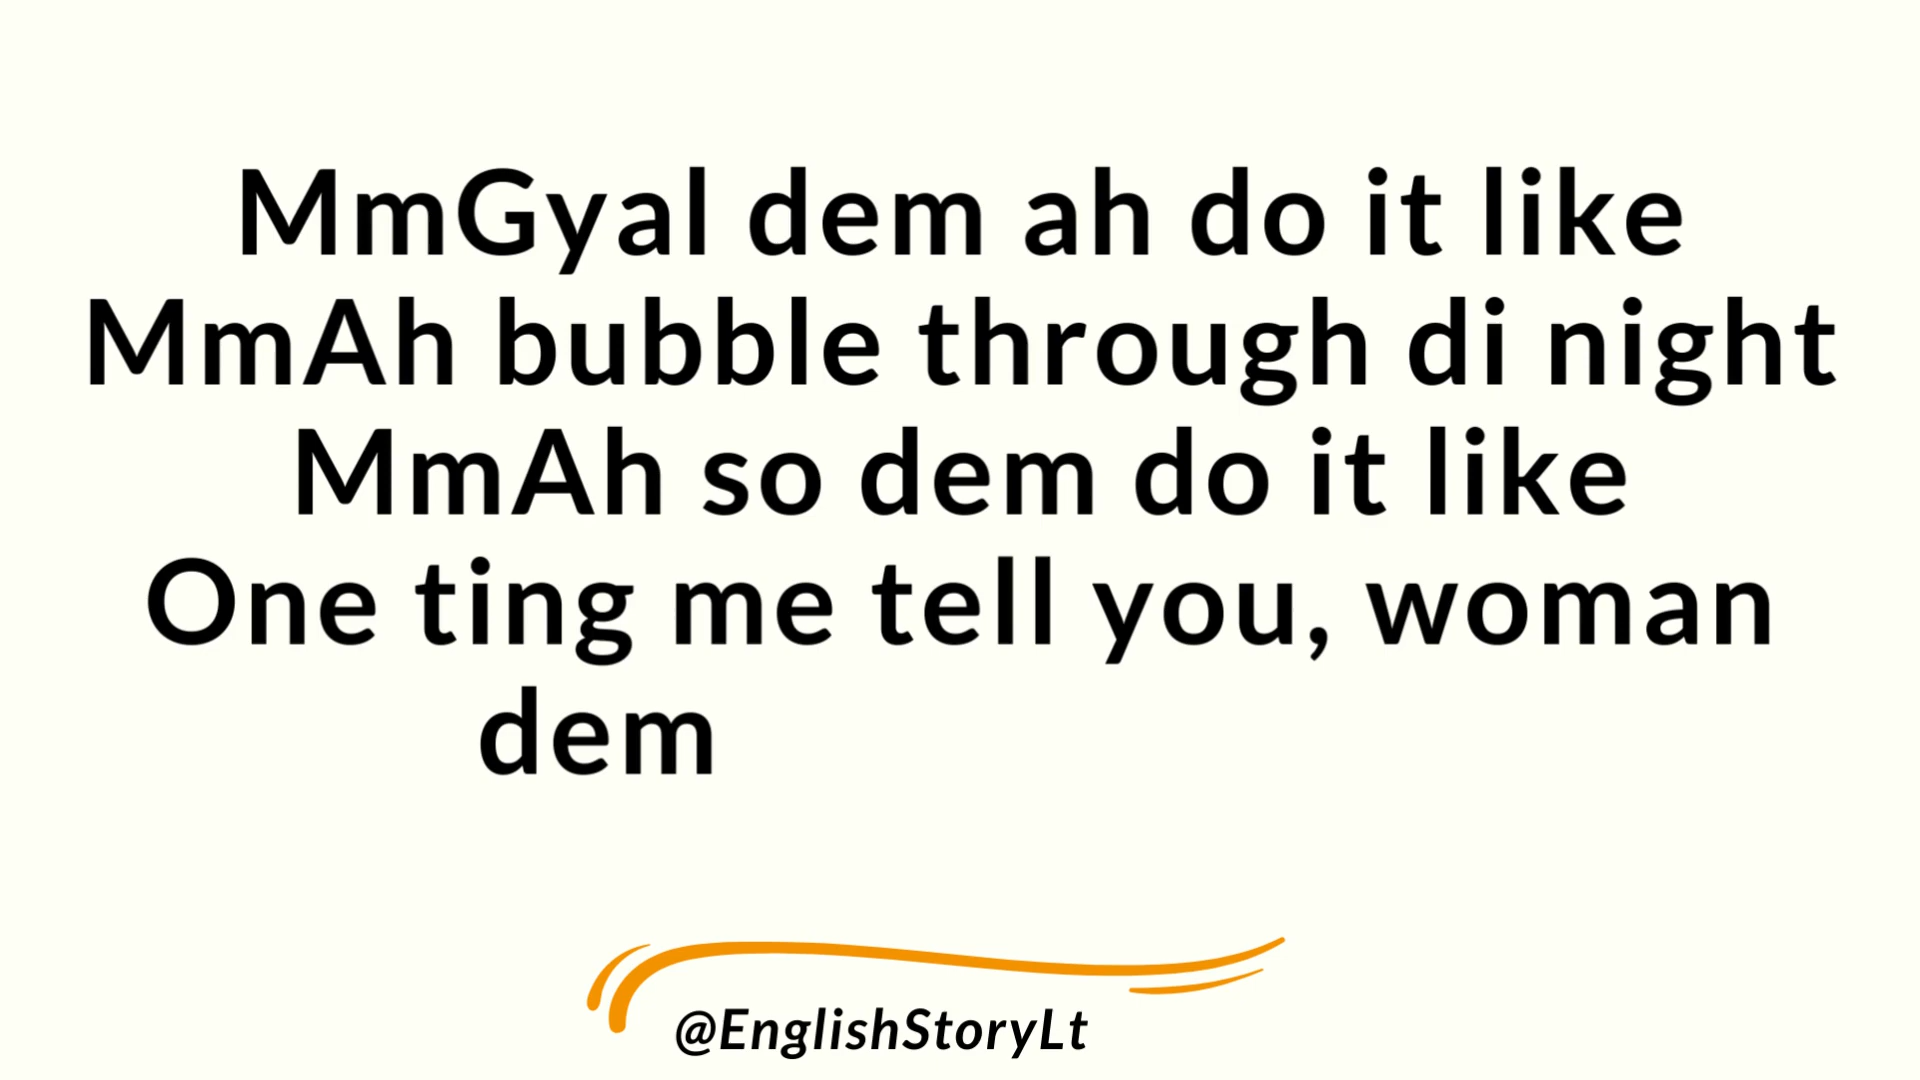 MmGyal dem ah do it like
MmAh bubble through di night
MmAh so dem do it like
One ting me tell you, woman
dem
@EnglishStoryLt